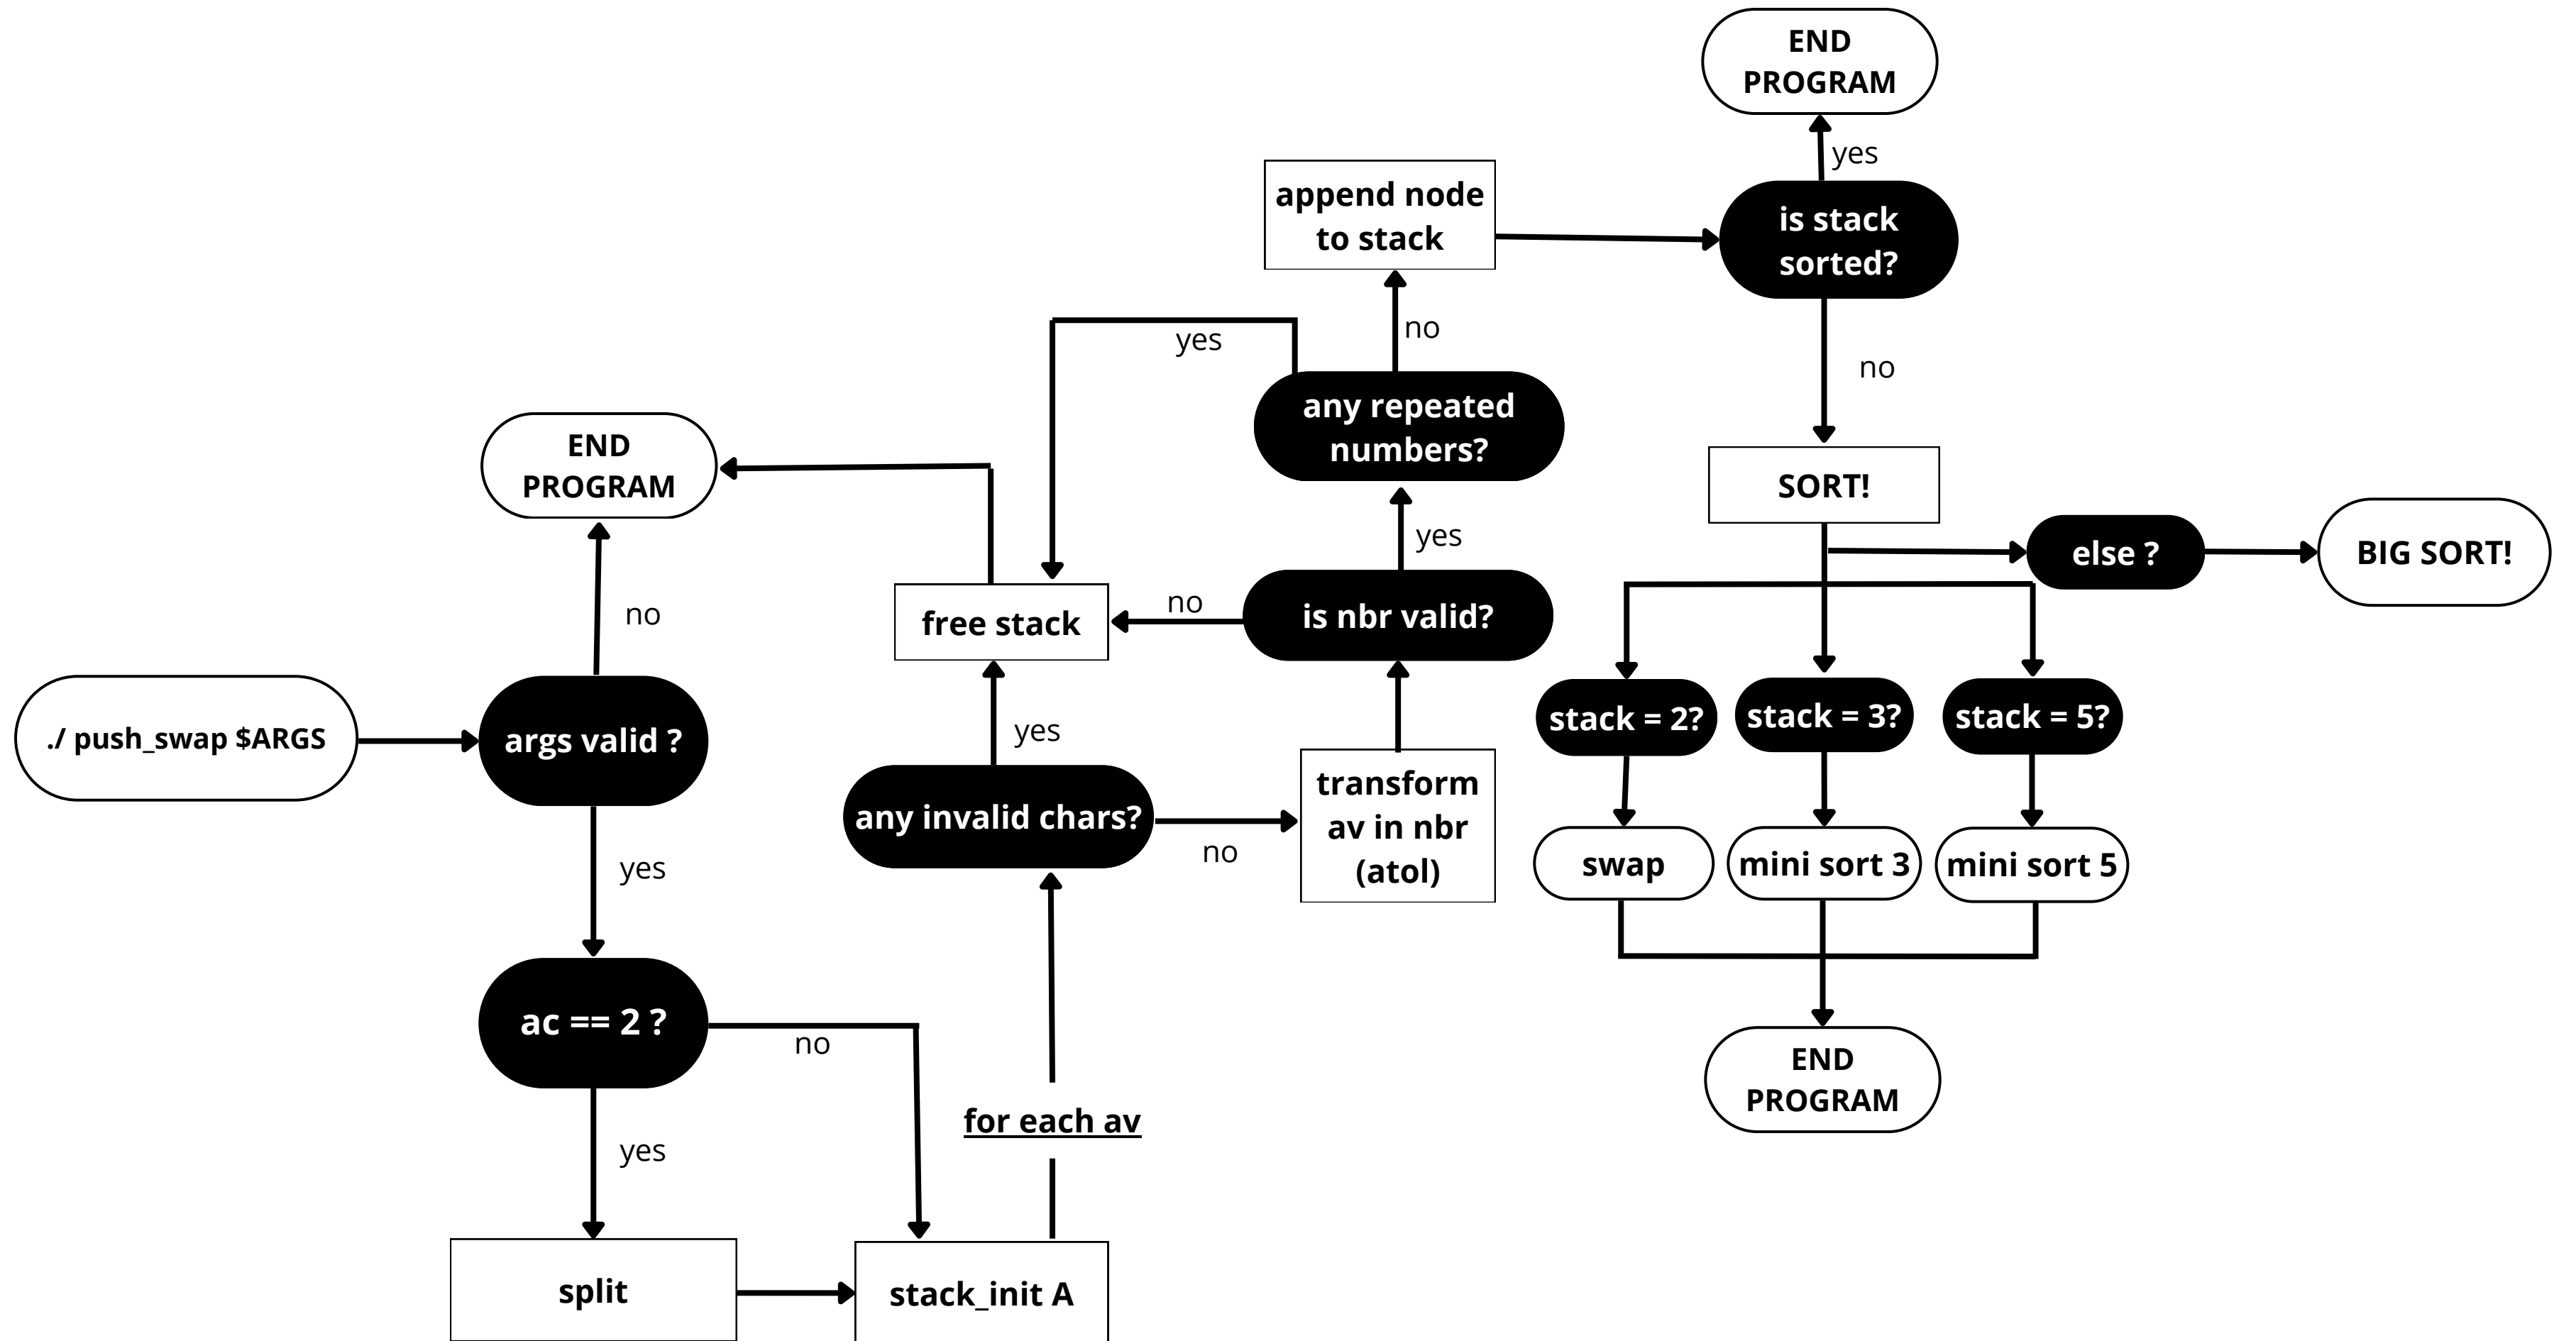 END
PROGRAM
yes
append node
to stack
is stack
sorted?
no
yes
no
any repeated
numbers?
END
PROGRAM
SORT!
yes
else ?
BIG SORT!
no
free stack
no
is nbr valid?
./ push_swap $ARGS
args valid ?
yes
stack = 2?
stack = 3?
stack = 5?
any invalid chars?
no
transform
av in nbr
(atol)
swap
mini sort 3
mini sort 5
yes
ac == 2 ?
no
for each av
END
PROGRAM
yes
split
stack_init A